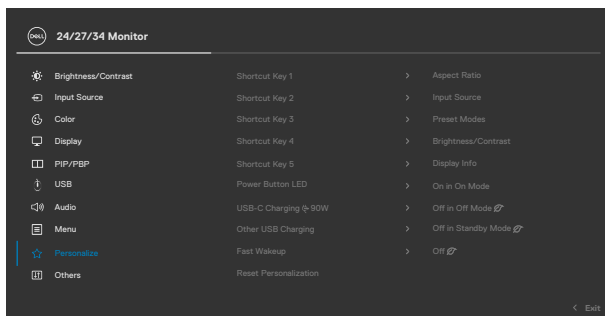 DELL 24/27/34 Monitor
Brightness/Contrast Shortcut Key 1 > Aspect Ratio
Input Source Shortcut Key 2 > Input Source
Color Shortcut Key 3 > Preset Modes
Display Shortcut Key 4 > Brightness/Contrast
PIP/PBP Shortcut Key 5 > Display Info
USB Power Button LED > On in On Mode
Audio USB-C Charging 90W > Off in Off Mode
Menu Other USB Charging > Off in Standby Mode
Personalize Fast Wakeup > Off
Others Reset Personalization
< Exit